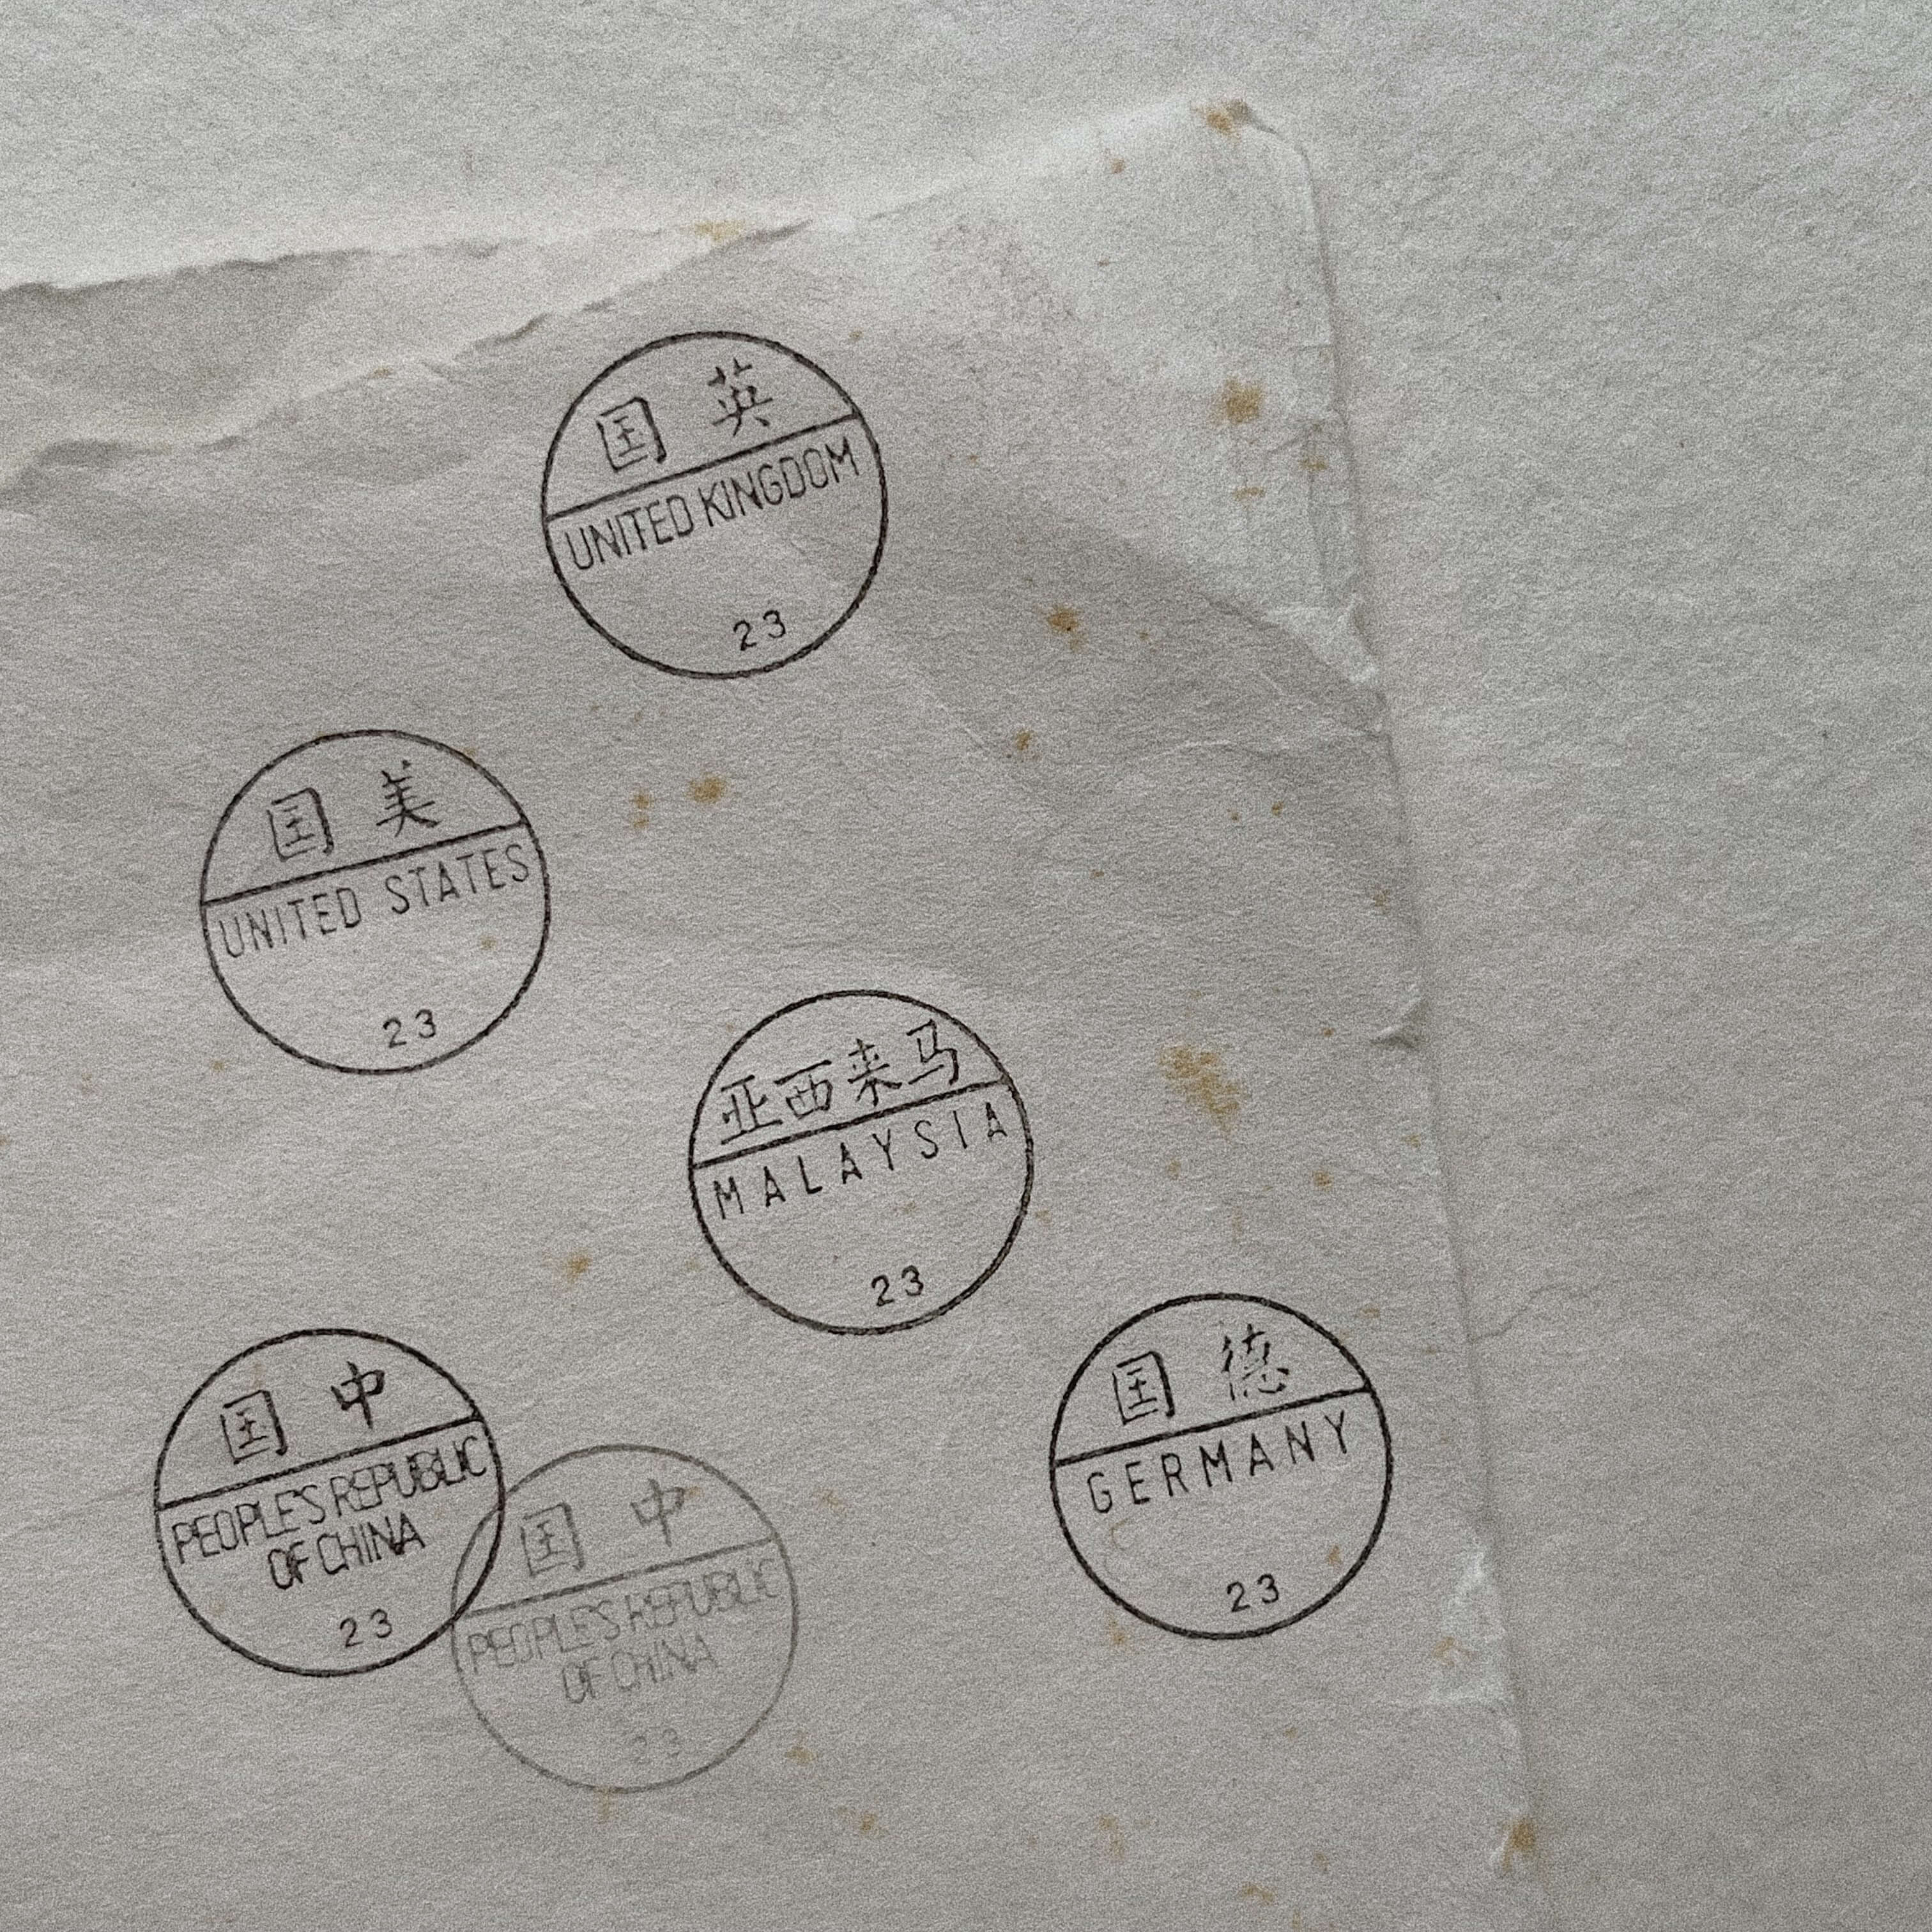 英国
UNITED KINGDOM
23
美国
UNITED STATES
23
马来西亚
MALAYSIA
23
德国
GERMANY
23
中国
PEOPLE'S REPUBLIC
OF CHINA
23
中国
PEOPLE'S REPUBLIC
OF CHINA
23